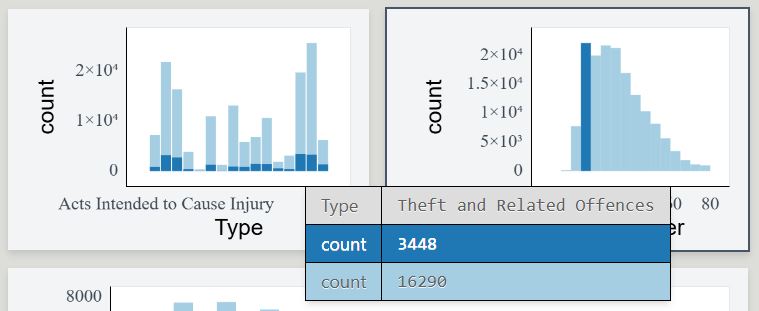 count
2×10⁴
1×10⁴
0
Acts Intended to Cause Injury
Type
count
2×10⁴
1.5×10⁴
1×10⁴
5×10³
0
80
er
Type Theft and Related Offences
count 3448
count 16290
8000